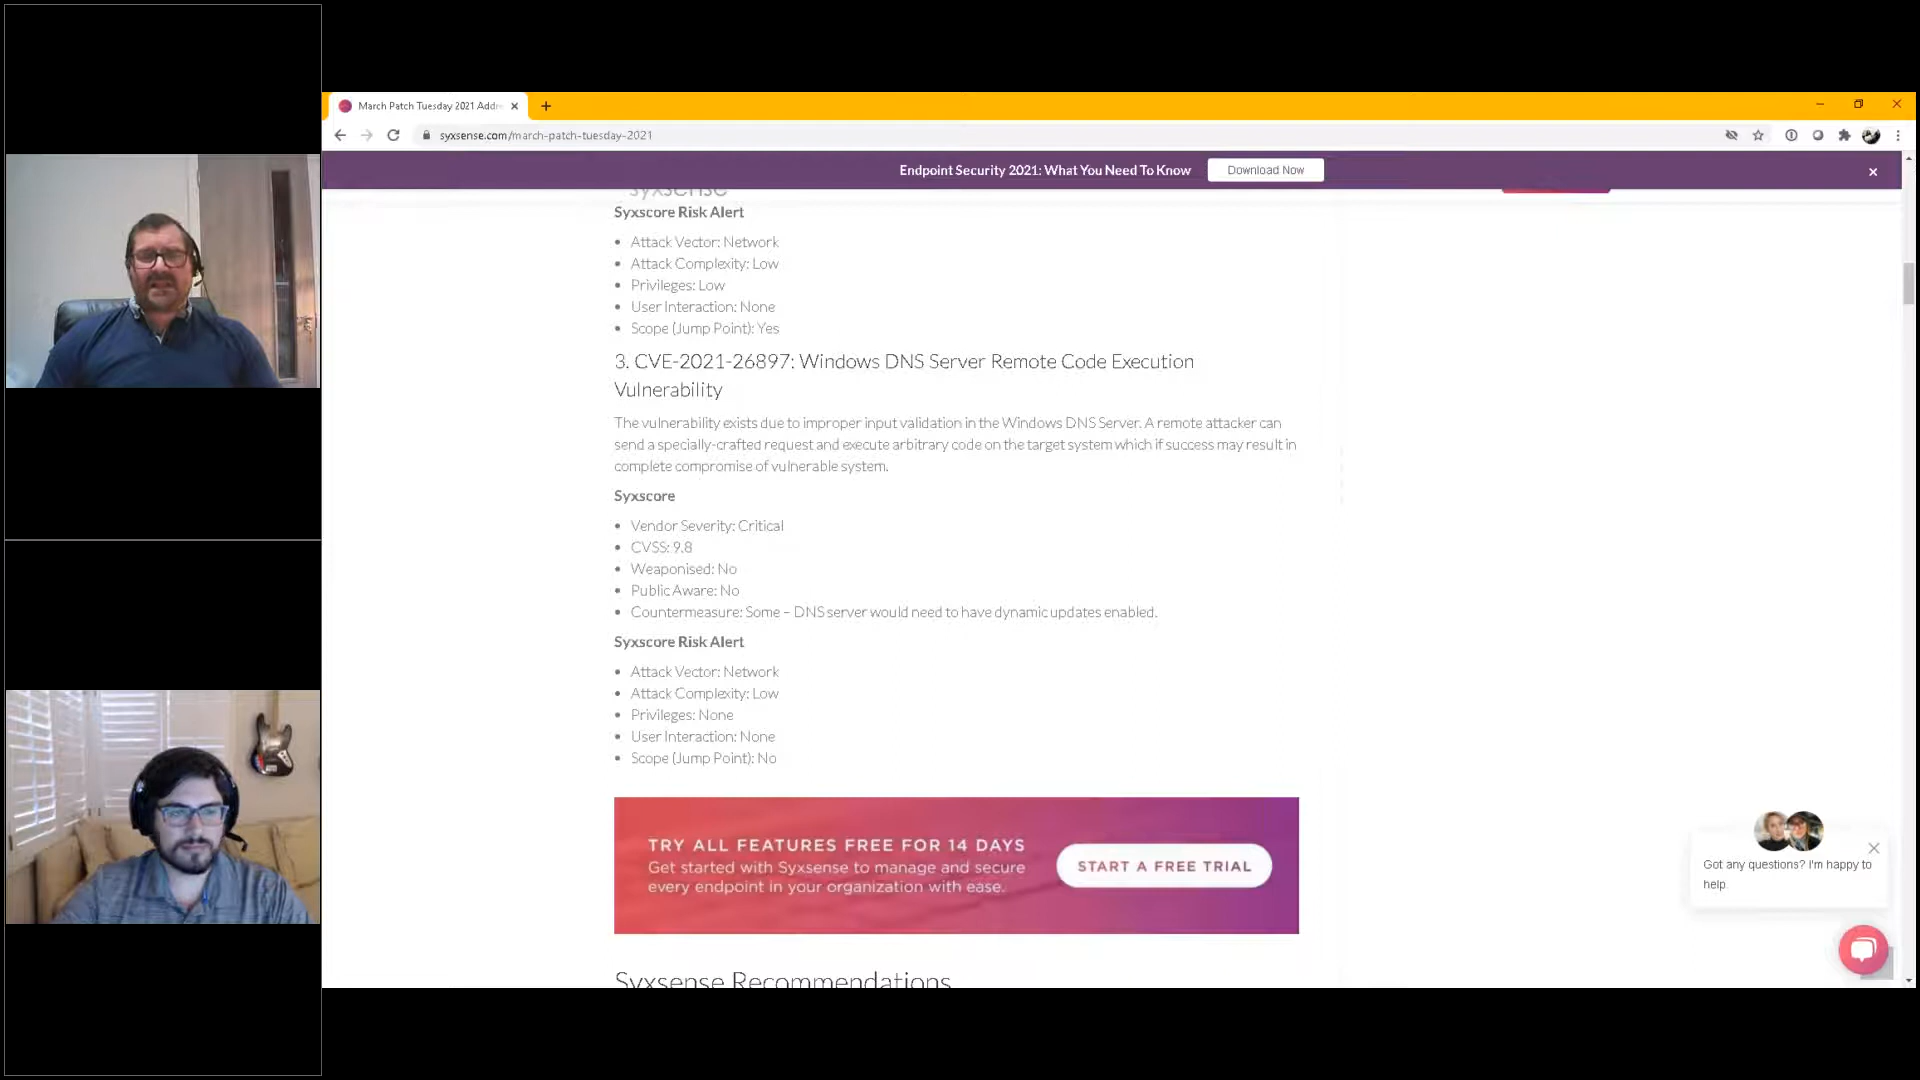 March Patch Tuesday 2021 Addre
syxsense.com/march-patch-tuesday-2021
Endpoint Security 2021: What You Need To Know
Download Now
syxsense
Syxscore Risk Alert
• Attack Vector: Network
• Attack Complexity: Low
• Privileges: Low
• User Interaction: None
• Scope (Jump Point): Yes
3. CVE-2021-26897: Windows DNS Server Remote Code Execution
Vulnerability
The vulnerability exists due to improper input validation in the Windows DNS Server. A remote attacker can
send a specially-crafted request and execute arbitrary code on the target system which if success may result in
complete compromise of vulnerable system.
Syxscore
• Vendor Severity: Critical
• CVSS: 9.8
• Weaponised: No
• Public Aware: No
• Countermeasure: Some – DNS server would need to have dynamic updates enabled.
Syxscore Risk Alert
• Attack Vector: Network
• Attack Complexity: Low
• Privileges: None
• User Interaction: None
• Scope (Jump Point): No
TRY ALL FEATURES FREE FOR 14 DAYS
Get started with Syxsense to manage and secure
every endpoint in your organization with ease.
START A FREE TRIAL
Got any questions? I'm happy to
help.
Syxsense Recommendations